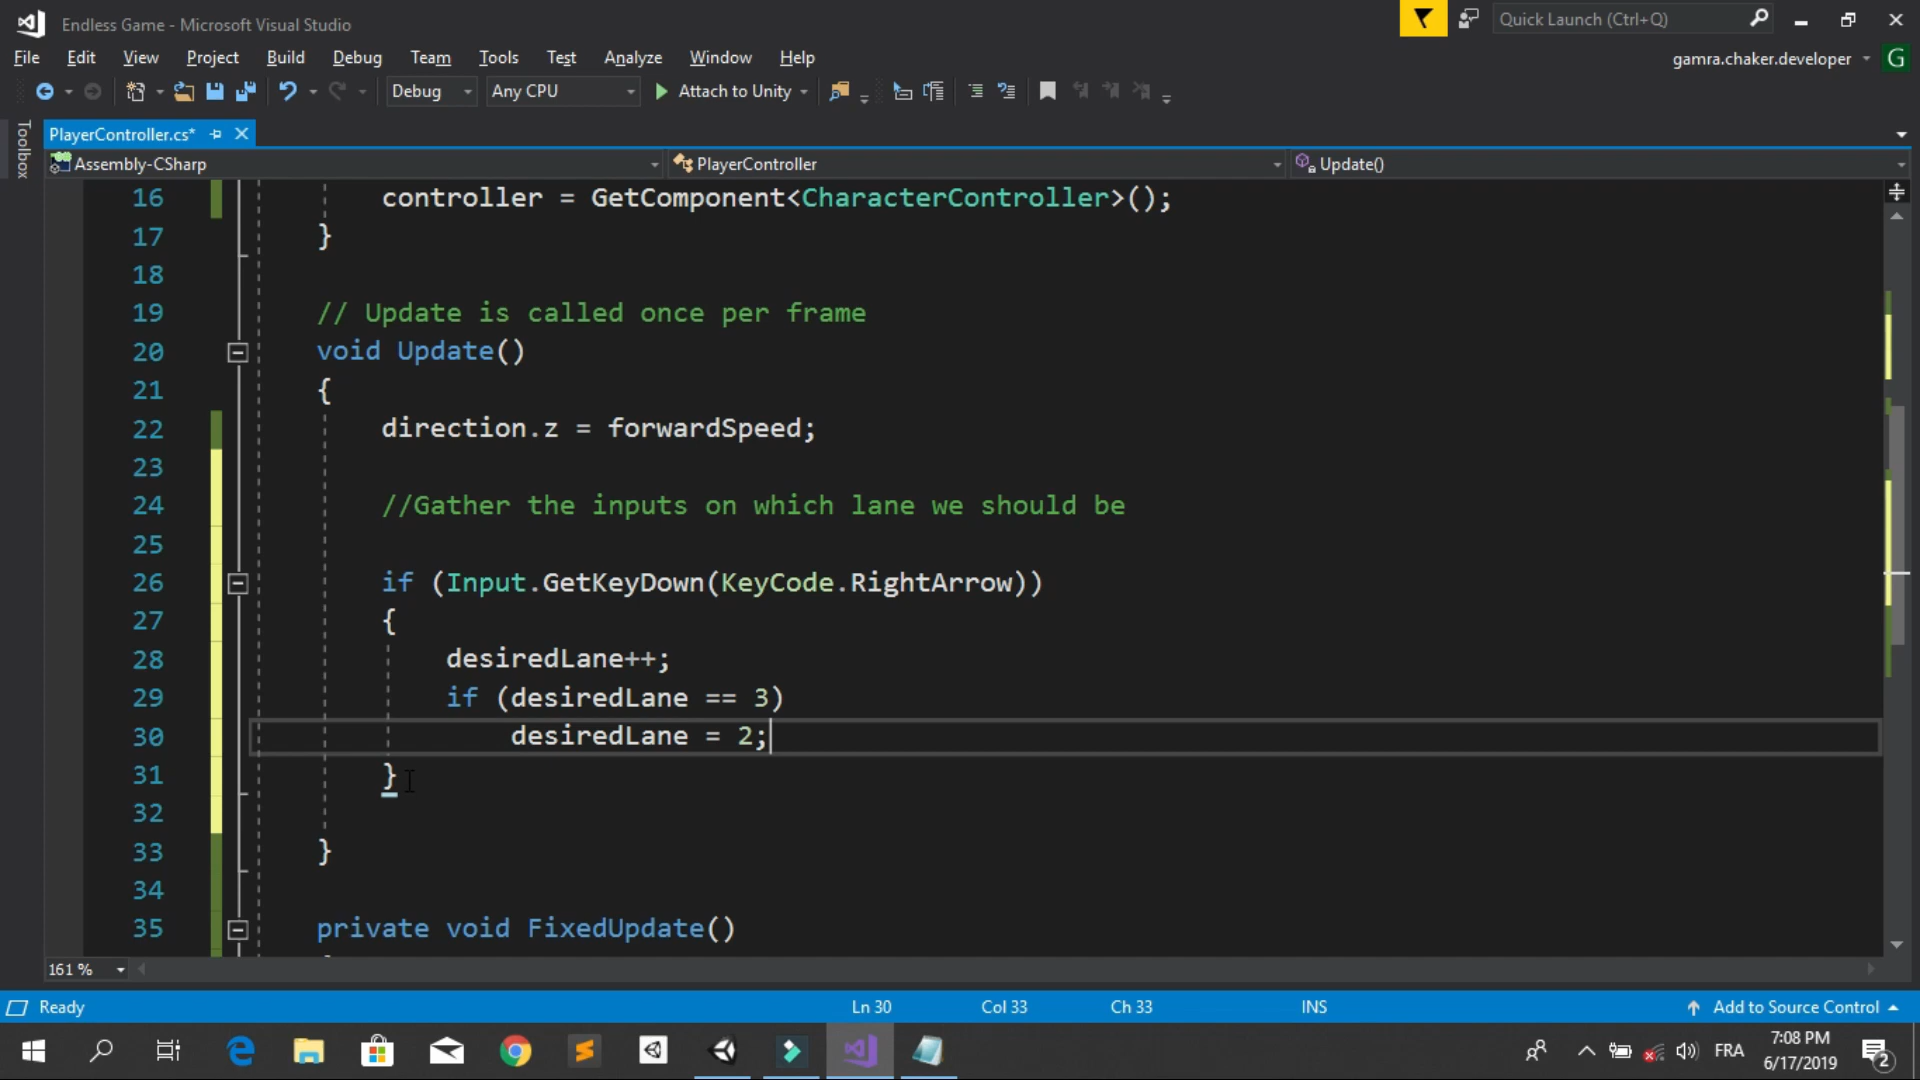 Endless Game - Microsoft Visual Studio
Quick Launch (Ctrl+Q)
File Edit View Project Build Debug Team Tools Test Analyze Window Help
gamra.chaker.developer G
Debug Any CPU Attach to Unity
Toolbox
PlayerController.cs*
Assembly-CSharp PlayerController Update()
16 controller = GetComponent<CharacterController>();
17 }
18
19 // Update is called once per frame
20 void Update()
21 {
22 direction.z = forwardSpeed;
23
24 //Gather the inputs on which lane we should be
25
26 if (Input.GetKeyDown(KeyCode.RightArrow))
27 {
28 desiredLane++;
29 if (desiredLane == 3)
30 desiredLane = 2;
31 }
32
33 }
34
35 private void FixedUpdate()
161 %
Ready Ln 30 Col 33 Ch 33 INS Add to Source Control
FRA
7:08 PM
6/17/2019
2